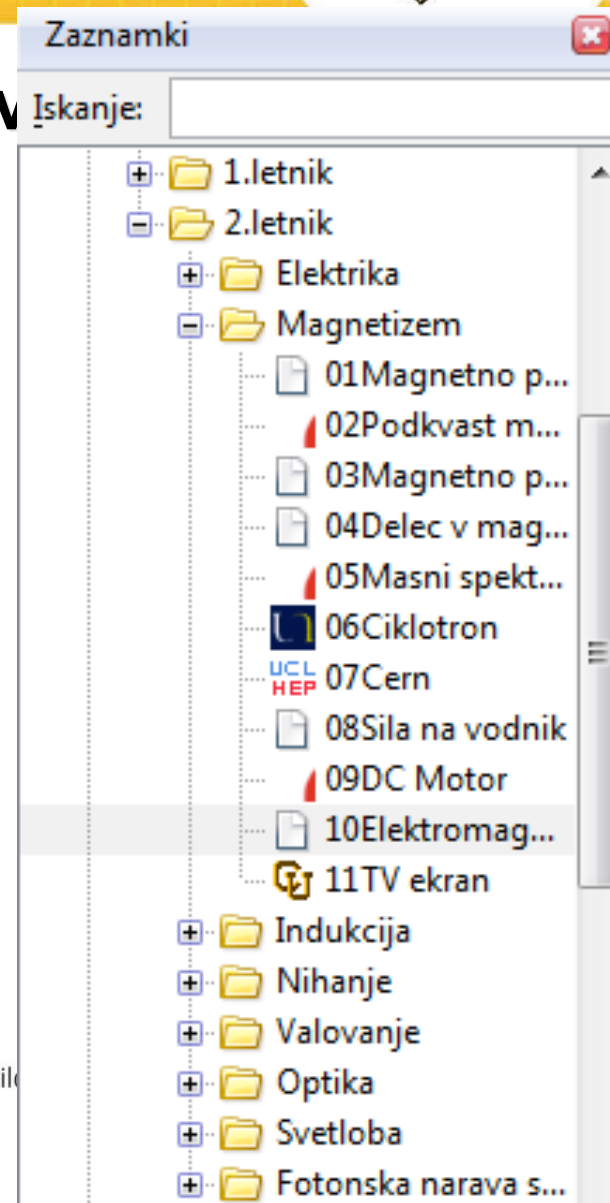 Zaznamki
Iskanje:
1.letnik
2.letnik
Elektrika
Magnetizem
01Magnetno p...
02Podkvast m...
03Magnetno p...
04Delec v mag...
05Masni spekt...
06Ciklotron
UCL
HEP 07Cern
08Sila na vodnik
09DC Motor
10Elektromag...
11TV ekran
Indukcija
Nihanje
Valovanje
Optika
Svetloba
Fotonska narava s...